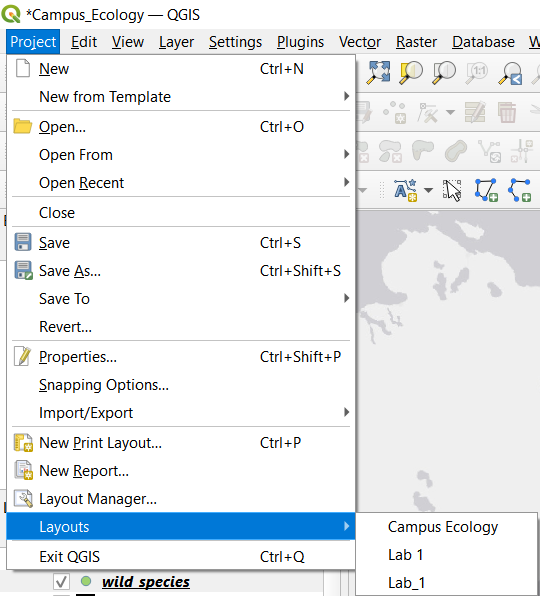 *Campus_Ecology — QGIS
Project Edit View Layer Settings Plugins Vector Raster Database W
New Ctrl+N
New from Template
Open... Ctrl+O
Open From
Open Recent
Close
Save Ctrl+S
Save As... Ctrl+Shift+S
Save To
Revert...
Properties... Ctrl+Shift+P
Snapping Options...
Import/Export
New Print Layout... Ctrl+P
New Report...
Layout Manager...
Layouts Campus Ecology
Lab 1
Exit QGIS Ctrl+Q
wild_species Lab_1